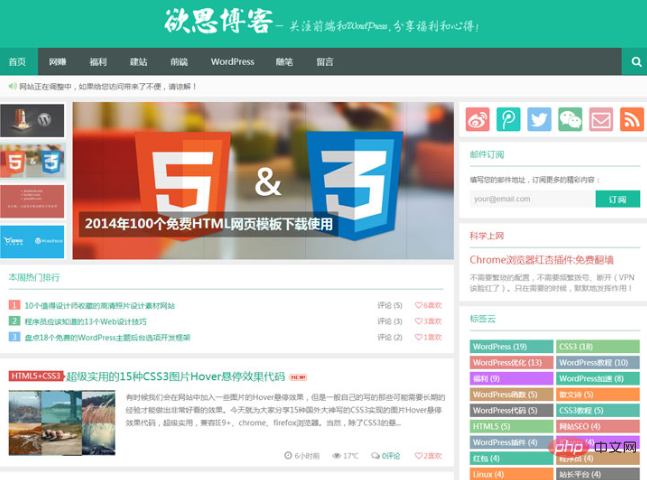 欲思博客 – 关注前端和WordPress,分享福利和心得!
首页 网赚 福利 建站 前端 WordPress 随笔 留言
网站正在调整中，如果给您访问带来了不便，请谅解！
5 & 3
2014年100个免费HTML网页模板下载使用
本周热门排行
1 10个值得设计师收藏的高清照片设计素材网站 评论 (5) 6喜欢
2 程序员应该知道的13个Web设计技巧 评论 (3) 3喜欢
3 盘点18个免费的WordPress主题后台选项开发框架 评论 (2) 1喜欢
HTML5+CSS3 超级实用的15种CSS3图片Hover悬停效果代码 NEW!
有时候我们会在网站中加入一些图片的Hover悬停效果，但是一般自己的写的那些可能需要长期的
经验才能做出非常好看的效果。今天就为大家分享15种国外大神写的CSS3实现的图片Hover悬停
效果代码，超级实用，兼容IE9+、chrome、firefox浏览器。当然，除了CSS3的悬...
6小时前 17℃ 0评论 2喜欢
邮件订阅
填写您的邮件地址，订阅更多的精彩内容：
your@email.com 订阅
科学上网
Chrome浏览器红杏插件:免费翻墙
不需要繁琐的配置，不需要频繁拨号、断开（VPN
该脸红了）。只在需要的时候，默默地发挥作用！
标签云
WordPress (19) CSS3 (18)
WordPress优化 (13) WordPress教程 (10)
福利 (9) WordPress加速 (8)
WordPress函数 (5) 散文诗 (5)
WordPress代码 (5) CSS3教程 (5)
HTML5 (5) 网站SEO (4)
WordPress插件 (4) (4)
红包 (4) 程序员 (4)
Linux (4) 站长平台 (4)
php中文网